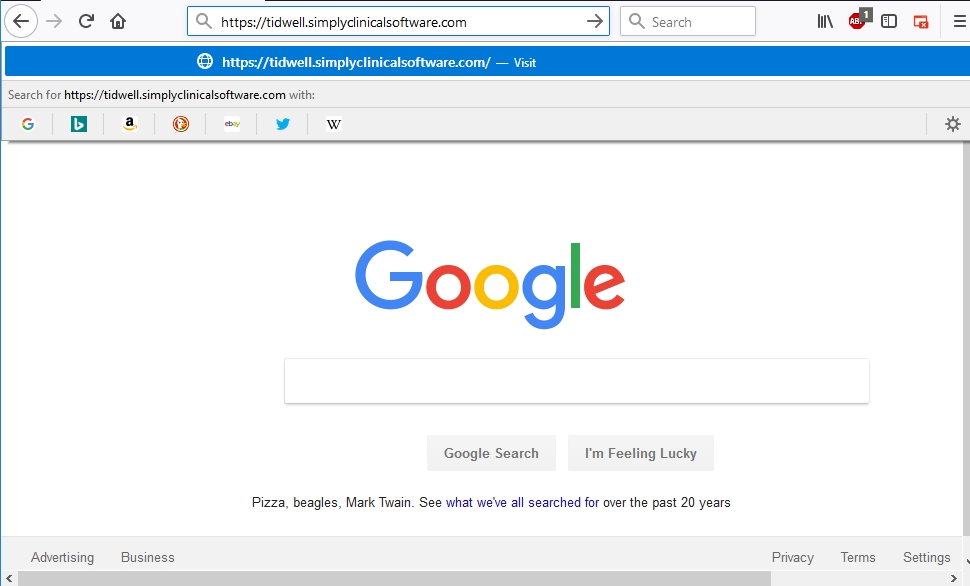 https://tidwell.simplyclinicalsoftware.com
Search
ABP
1
https://tidwell.simplyclinicalsoftware.com/ — Visit
Search for https://tidwell.simplyclinicalsoftware.com with:
G
b
a
ebay
W
Google
Google Search
I'm Feeling Lucky
Pizza, beagles, Mark Twain. See what we've all searched for over the past 20 years
Advertising Business Privacy Terms Settings